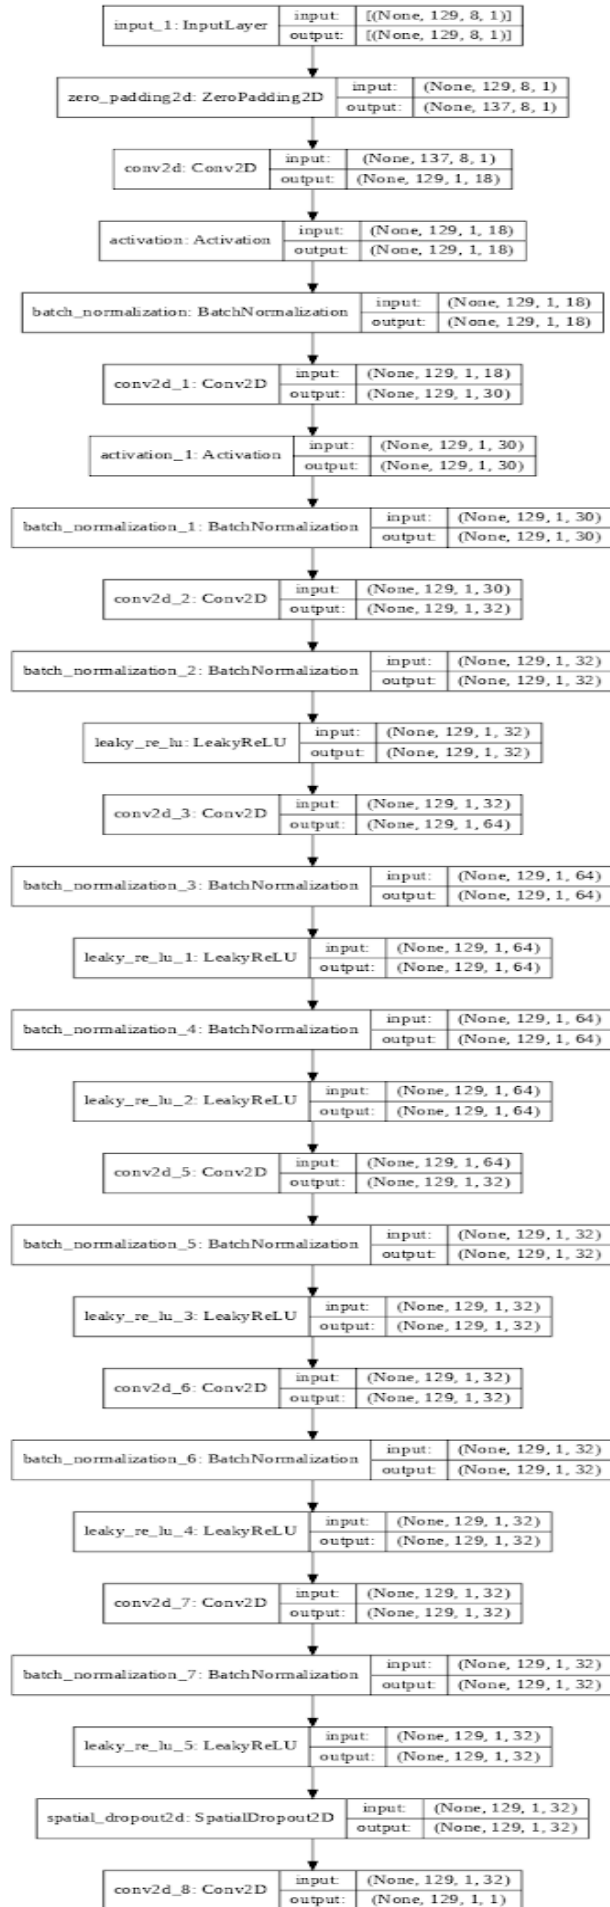 input_1: InputLayer
input: [(None, 129, 8, 1)]
output: [(None, 129, 8, 1)]
zero_padding2d: ZeroPadding2D
input: (None, 129, 8, 1)
output: (None, 137, 8, 1)
conv2d: Conv2D
input: (None, 137, 8, 1)
output: (None, 129, 1, 18)
activation: Activation
input: (None, 129, 1, 18)
output: (None, 129, 1, 18)
batch_normalization: BatchNormalization
input: (None, 129, 1, 18)
output: (None, 129, 1, 18)
conv2d_1: Conv2D
input: (None, 129, 1, 18)
output: (None, 129, 1, 30)
activation_1: Activation
input: (None, 129, 1, 30)
output: (None, 129, 1, 30)
batch_normalization_1: BatchNormalization
input: (None, 129, 1, 30)
output: (None, 129, 1, 30)
conv2d_2: Conv2D
input: (None, 129, 1, 30)
output: (None, 129, 1, 32)
batch_normalization_2: BatchNormalization
input: (None, 129, 1, 32)
output: (None, 129, 1, 32)
leaky_re_lu: LeakyReLU
input: (None, 129, 1, 32)
output: (None, 129, 1, 32)
conv2d_3: Conv2D
input: (None, 129, 1, 32)
output: (None, 129, 1, 64)
batch_normalization_3: BatchNormalization
input: (None, 129, 1, 64)
output: (None, 129, 1, 64)
leaky_re_lu_1: LeakyReLU
input: (None, 129, 1, 64)
output: (None, 129, 1, 64)
batch_normalization_4: BatchNormalization
input: (None, 129, 1, 64)
output: (None, 129, 1, 64)
leaky_re_lu_2: LeakyReLU
input: (None, 129, 1, 64)
output: (None, 129, 1, 64)
conv2d_5: Conv2D
input: (None, 129, 1, 64)
output: (None, 129, 1, 32)
batch_normalization_5: BatchNormalization
input: (None, 129, 1, 32)
output: (None, 129, 1, 32)
leaky_re_lu_3: LeakyReLU
input: (None, 129, 1, 32)
output: (None, 129, 1, 32)
conv2d_6: Conv2D
input: (None, 129, 1, 32)
output: (None, 129, 1, 32)
batch_normalization_6: BatchNormalization
input: (None, 129, 1, 32)
output: (None, 129, 1, 32)
leaky_re_lu_4: LeakyReLU
input: (None, 129, 1, 32)
output: (None, 129, 1, 32)
conv2d_7: Conv2D
input: (None, 129, 1, 32)
output: (None, 129, 1, 32)
batch_normalization_7: BatchNormalization
input: (None, 129, 1, 32)
output: (None, 129, 1, 32)
leaky_re_lu_5: LeakyReLU
input: (None, 129, 1, 32)
output: (None, 129, 1, 32)
spatial_dropout2d: SpatialDropout2D
input: (None, 129, 1, 32)
output: (None, 129, 1, 32)
conv2d_8: Conv2D
input: (None, 129, 1, 32)
output: (None, 129, 1, 1)